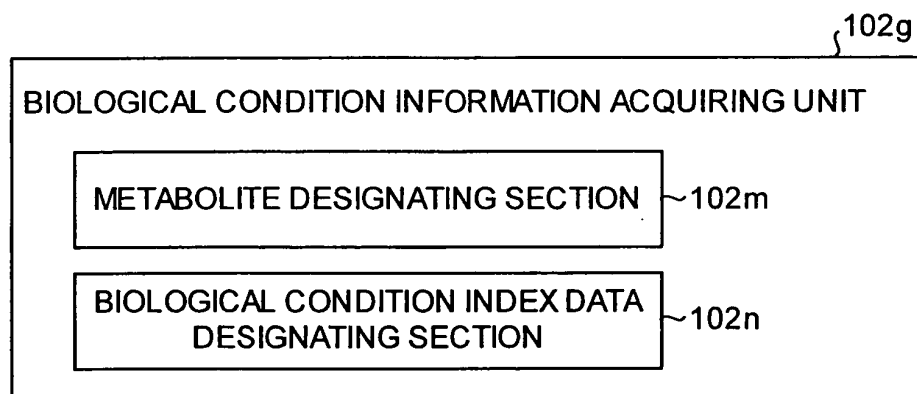 102g
BIOLOGICAL CONDITION INFORMATION ACQUIRING UNIT
METABOLITE DESIGNATING SECTION
102m
BIOLOGICAL CONDITION INDEX DATA
DESIGNATING SECTION
102n